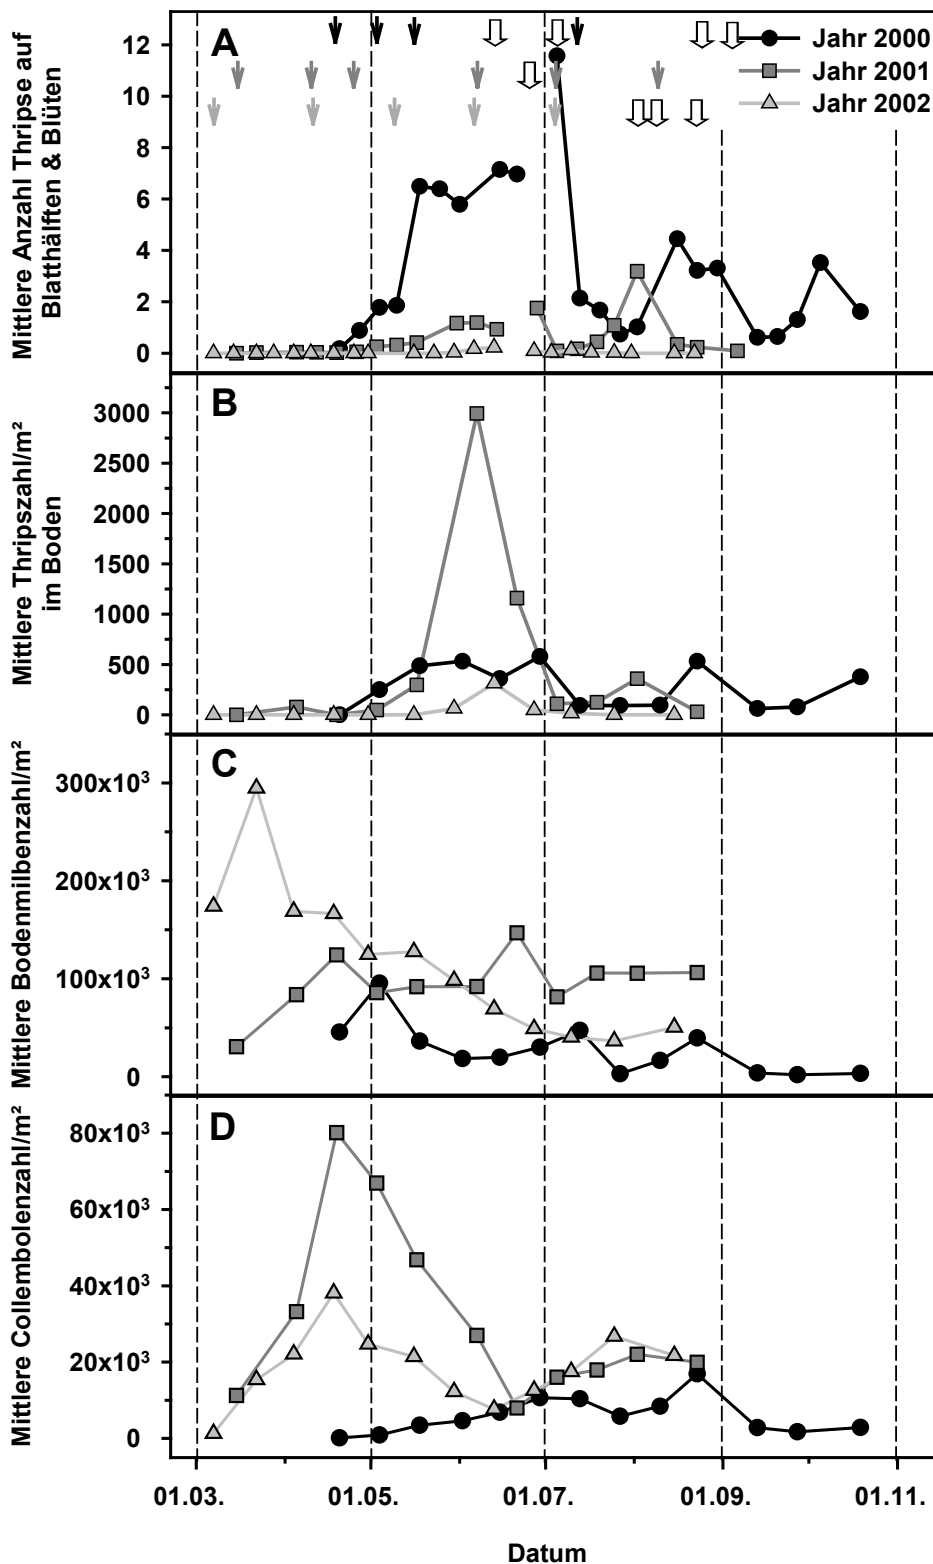 A
Jahr 2000
Jahr 2001
Jahr 2002
Mittlere Anzahl Thripse auf
Blatthälften & Blüten
12
10
8
6
4
2
0
B
Mittlere Thripszahl/m²
im Boden
3000
2500
2000
1500
1000
500
0
C
Mittlere Bodenmilbenzahl/m²
300x10³
200x10³
100x10³
0
D
Mittlere Collembolenzahl/m²
80x10³
60x10³
40x10³
20x10³
0
01.03. 01.05. 01.07. 01.09. 01.11.
Datum